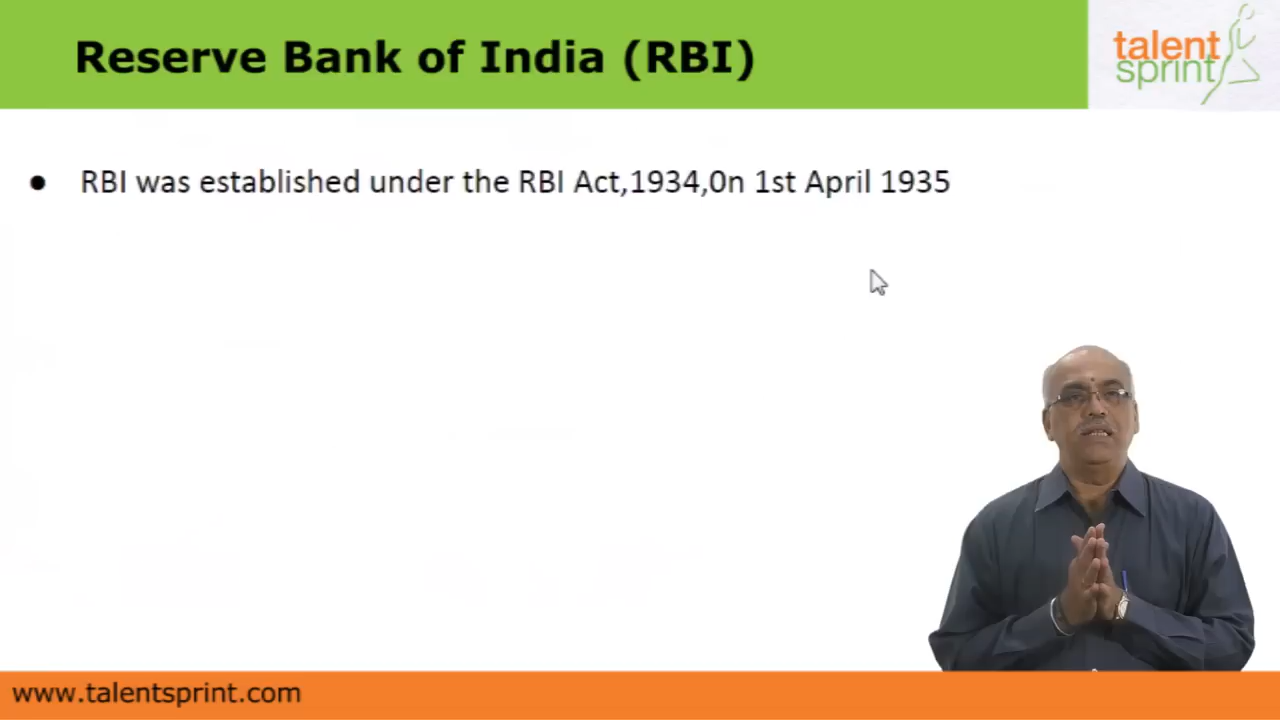 Reserve Bank of India (RBI)
talent
sprint
● RBI was established under the RBI Act,1934,0n 1st April 1935
www.talentsprint.com